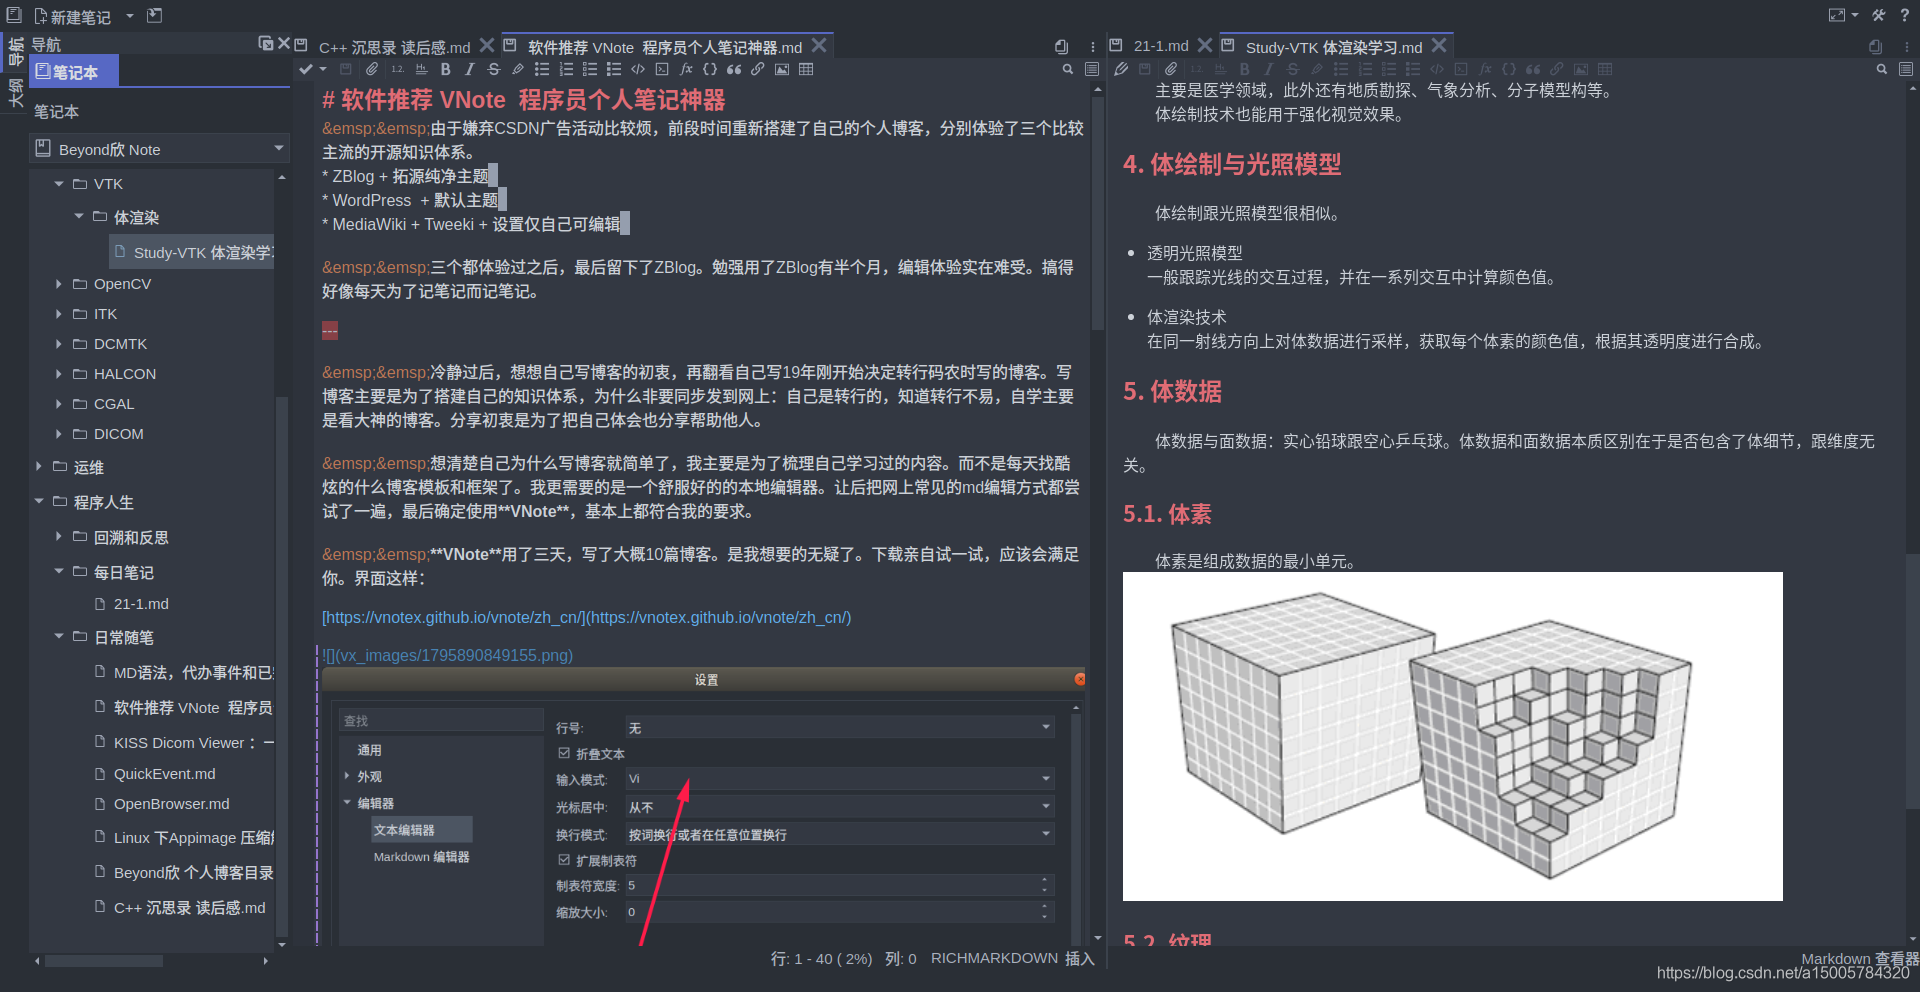 新建笔记
导航
大纲
导航
笔记本
笔记本
Beyond欣 Note
VTK
体渲染
Study-VTK 体渲染学
OpenCV
ITK
DCMTK
HALCON
CGAL
DICOM
运维
程序人生
回溯和反思
每日笔记
21-1.md
日常随笔
MD语法，代办事件和已
软件推荐 VNote  程序员
KISS Dicom Viewer ：一
QuickEvent.md
OpenBrowser.md
Linux 下Appimage 压缩
Beyond欣 个人博客目录
C++ 沉思录 读后感.md
C++ 沉思录 读后感.md
软件推荐 VNote  程序员个人笔记神器.md
# 软件推荐 VNote  程序员个人笔记神器
&emsp;&emsp;由于嫌弃CSDN广告活动比较烦，前段时间重新搭建了自己的个人博客，分别体验了三个比较
主流的开源知识体系。
* ZBlog + 拓源纯净主题
* WordPress  + 默认主题
* MediaWiki + Tweeki + 设置仅自己可编辑
&emsp;&emsp;三个都体验过之后，最后留下了ZBlog。勉强用了ZBlog有半个月，编辑体验实在难受。搞得
好像每天为了记笔记而记笔记。
---
&emsp;&emsp;冷静过后，想想自己写博客的初衷，再翻看自己写19年刚开始决定转行码农时写的博客。写
博客主要是为了搭建自己的知识体系，为什么非要同步发到网上：自己是转行的，知道转行不易，自学主要
是看大神的博客。分享初衷是为了把自己体会也分享帮助他人。
&emsp;&emsp;想清楚自己为什么写博客就简单了，我主要是为了梳理自己学习过的内容。而不是每天找酷
炫的什么博客模板和框架了。我更需要的是一个舒服好的的本地编辑器。让后把网上常见的md编辑方式都尝
试了一遍，最后确定使用**VNote**，基本上都符合我的要求。
&emsp;&emsp;**VNote**用了三天，写了大概10篇博客。是我想要的无疑了。下载亲自试一试，应该会满足
你。界面这样：
[https://vnotex.github.io/vnote/zh_cn/](https://vnotex.github.io/vnote/zh_cn/)
![](vx_images/1795890849155.png)
设置
查找
通用
外观
编辑器
文本编辑器
Markdown 编辑器
行号: 无
折叠文本
输入模式: Vi
光标居中: 从不
换行模式: 按词换行或者在任意位置换行
扩展制表符
制表符宽度: 5
缩放大小: 0
行: 1 - 40 ( 2%)   列: 0   RICHMARKDOWN  插入
21-1.md
Study-VTK 体渲染学习.md
主要是医学领域，此外还有地质勘探、气象分析、分子模型构等。
体绘制技术也能用于强化视觉效果。
4. 体绘制与光照模型
体绘制跟光照模型很相似。
透明光照模型
一般跟踪光线的交互过程，并在一系列交互中计算颜色值。
体渲染技术
在同一射线方向上对体数据进行采样，获取每个体素的颜色值，根据其透明度进行合成。
5. 体数据
体数据与面数据：实心铅球跟空心乒乓球。体数据和面数据本质区别在于是否包含了体细节，跟维度无
关。
5.1. 体素
体素是组成数据的最小单元。
5.2. 纹理
Markdown 查看器
https://blog.csdn.net/a15005784320